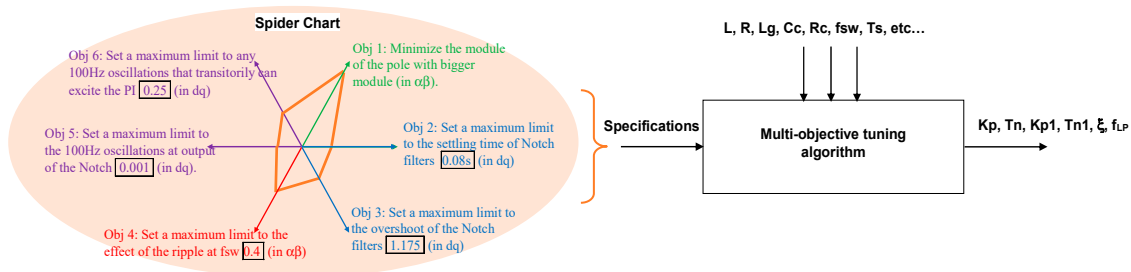 Spider Chart
Obj 6: Set a maximum limit to any
100Hz oscillations that transitorily can
excite the PI 0.25 (in dq)
Obj 1: Minimize the module
of the pole with bigger
module (in αβ).
Obj 5: Set a maximum limit to
the 100Hz oscillations at output
of the Notch 0.001 (in dq).
Obj 2: Set a maximum limit
to the settling time of Notch
filters 0.08s (in dq)
Obj 4: Set a maximum limit to the
effect of the ripple at fsw 0.4 (in αβ)
Obj 3: Set a maximum limit to
the overshoot of the Notch
filters 1.175 (in dq)
Specifications
L, R, Lg, Cc, Rc, fsw, Ts, etc...
Multi-objective tuning
algorithm
Kp, Tn, Kp1, Tn1, ξ, fLP